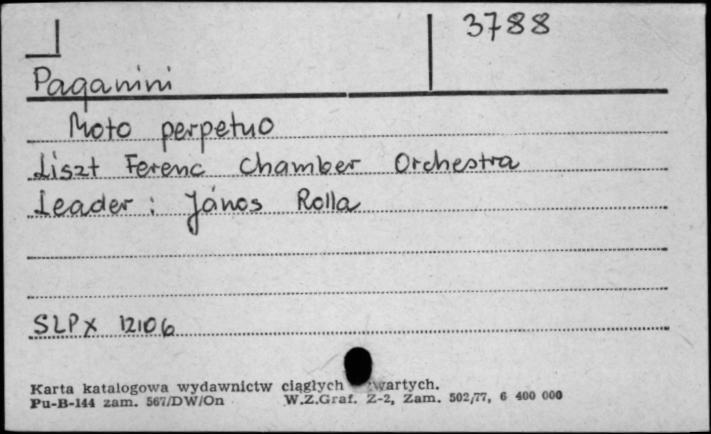 3788
Paganini
Moto perpetuo
Liszt Ferenc Chamber Orchestra
Leader: János Rolla
SLPX 12106
Karta katalogowa wydawnictw ciągłych
Pu-B-144 zam. 567/DW/On W.Z.Graf. Z-2, Zam. 502/77, 6 400 000